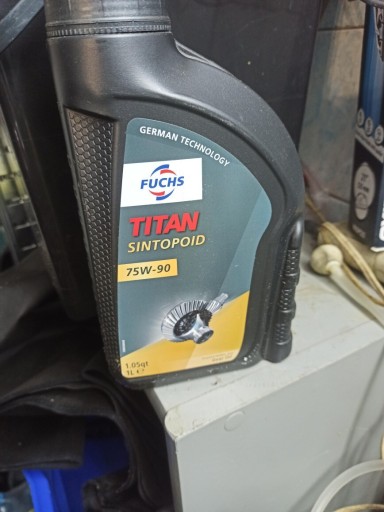 GERMAN TECHNOLOGY
FUCHS
TITAN
SINTOPOID
75W-90
1.05qt
1L e